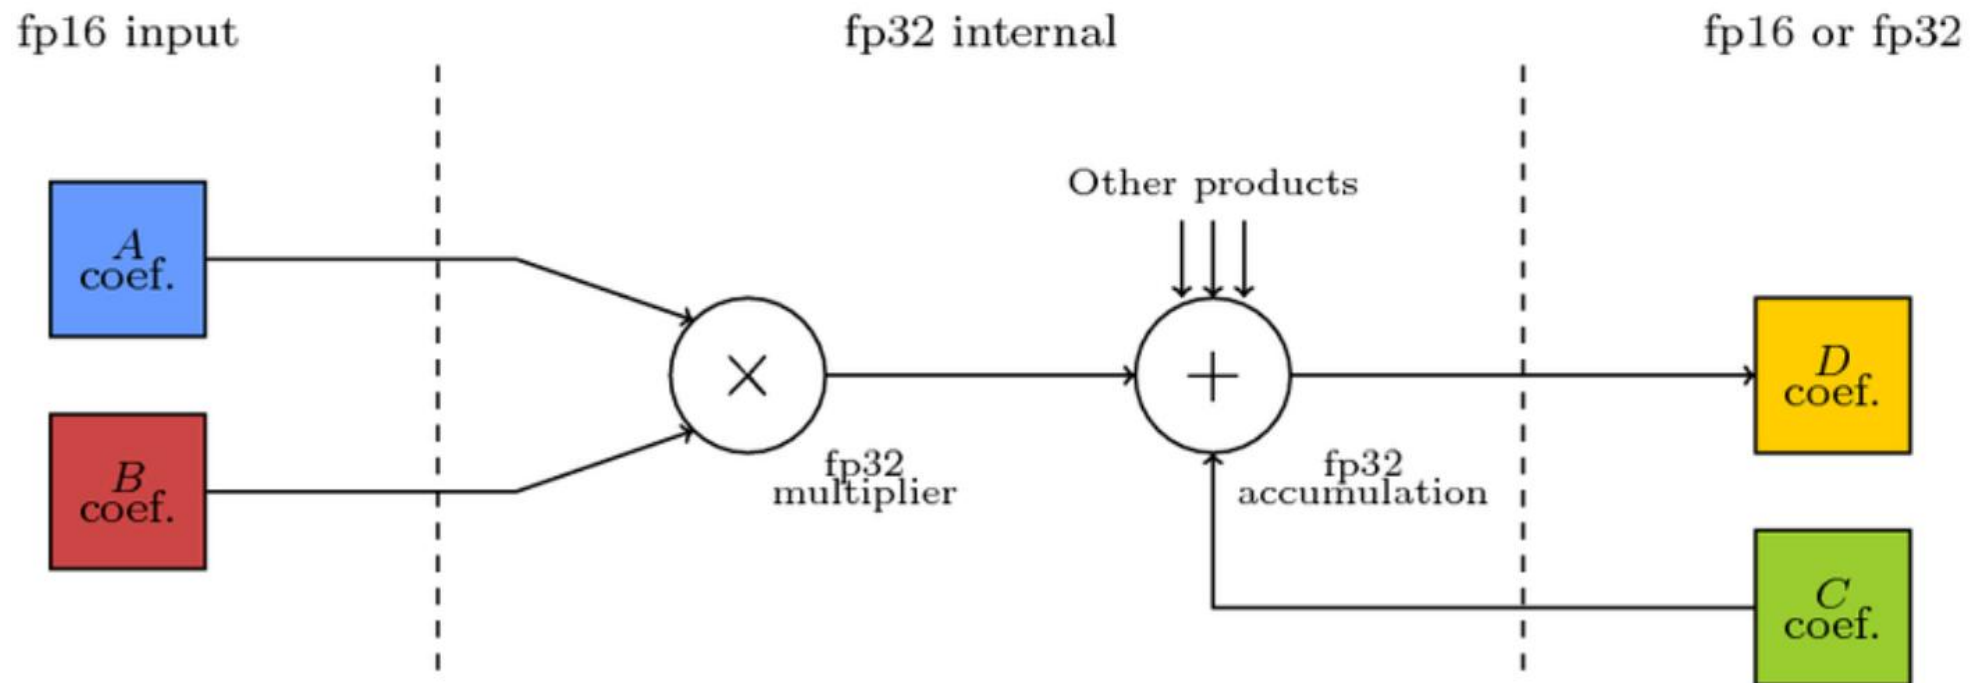 fp16 input
fp32 internal
fp16 or fp32
Other products
A
coef.
B
coef.
×
fp32
multiplier
+
fp32
accumulation
D
coef.
C
coef.